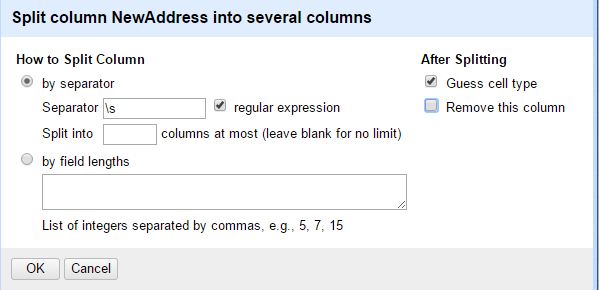 Split column NewAddress into several columns
How to Split Column
by separator
Separator \s regular expression
Split into columns at most (leave blank for no limit)
by field lengths
List of integers separated by commas, e.g., 5, 7, 15
After Splitting
Guess cell type
Remove this column
OK Cancel